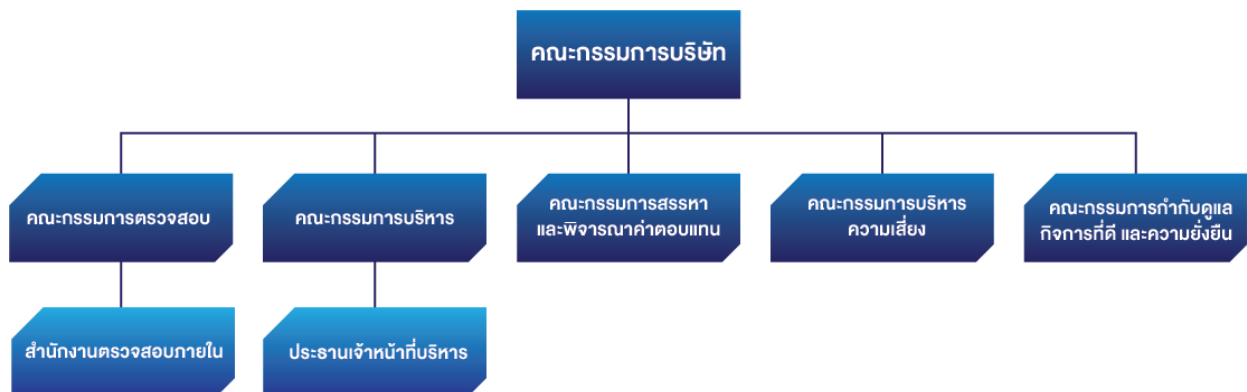 คณะกรรมการบริษัท
คณะกรรมการตรวจสอบ
คณะกรรมการบริหาร
คณะกรรมการสรรหา
และพิจารณาค่าตอบแทน
คณะกรรมการบริหาร
ความเสี่ยง
คณะกรรมการกำกับดูแล
กิจการที่ดี และความยั่งยืน
สำนักงานตรวจสอบภายใน
ประธานเจ้าหน้าที่บริหาร